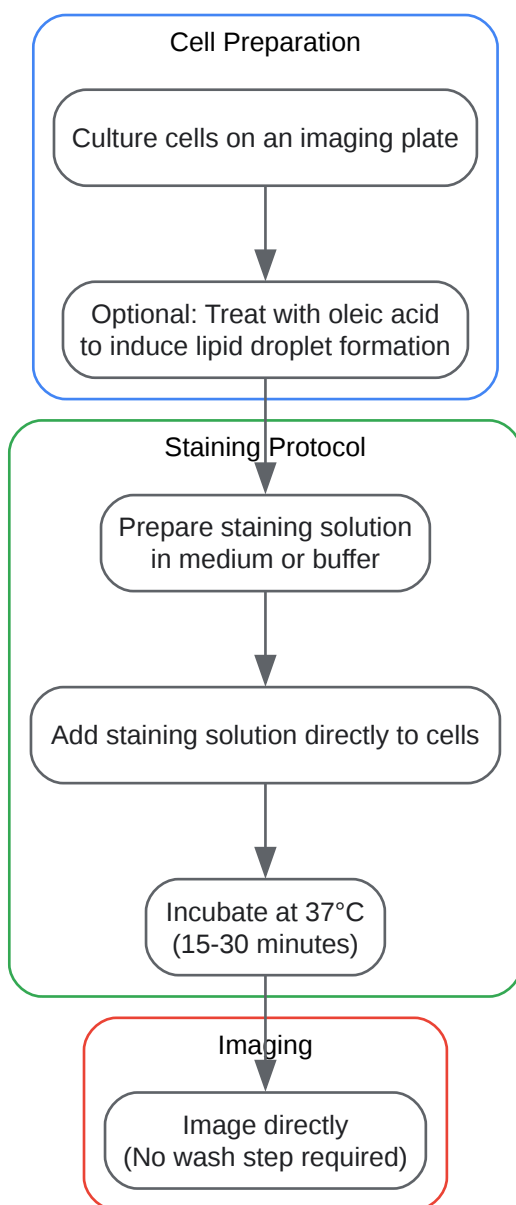 Cell Preparation
Culture cells on an imaging plate
Optional: Treat with oleic acid
to induce lipid droplet formation
Staining Protocol
Prepare staining solution
in medium or buffer
Add staining solution directly to cells
Incubate at 37°C
(15-30 minutes)
Imaging
Image directly
(No wash step required)